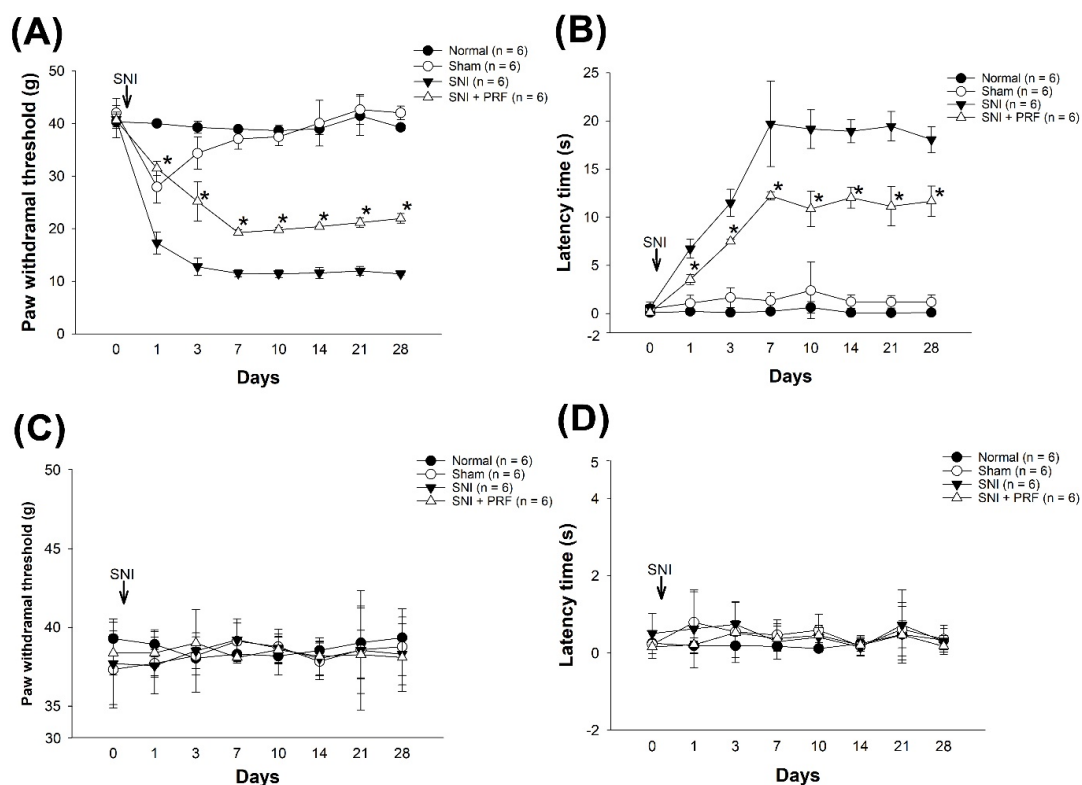 (A)
Normal (n = 6)
Sham (n = 6)
SNI (n = 6)
SNI + PRF (n = 6)
SNI
Paw withdramal threshold (g)
50
40
30
20
10
0
* * * * * * *
0 1 3 7 10 14 21 28
Days
(B)
Normal (n = 6)
Sham (n = 6)
SNI (n = 6)
SNI + PRF (n = 6)
SNI
Latency time (s)
25
20
15
10
5
0
-2
* * * * * * *
0 1 3 7 10 14 21 28
Days
(C)
Normal (n = 6)
Sham (n = 6)
SNI (n = 6)
SNI + PRF (n = 6)
SNI
Paw withdramal threshold (g)
50
45
40
35
30
0 1 3 7 10 14 21 28
Days
(D)
Normal (n = 6)
Sham (n = 6)
SNI (n = 6)
SNI + PRF (n = 6)
SNI
Latency time (s)
5
4
2
0
-2
0 1 3 7 10 14 21 28
Days